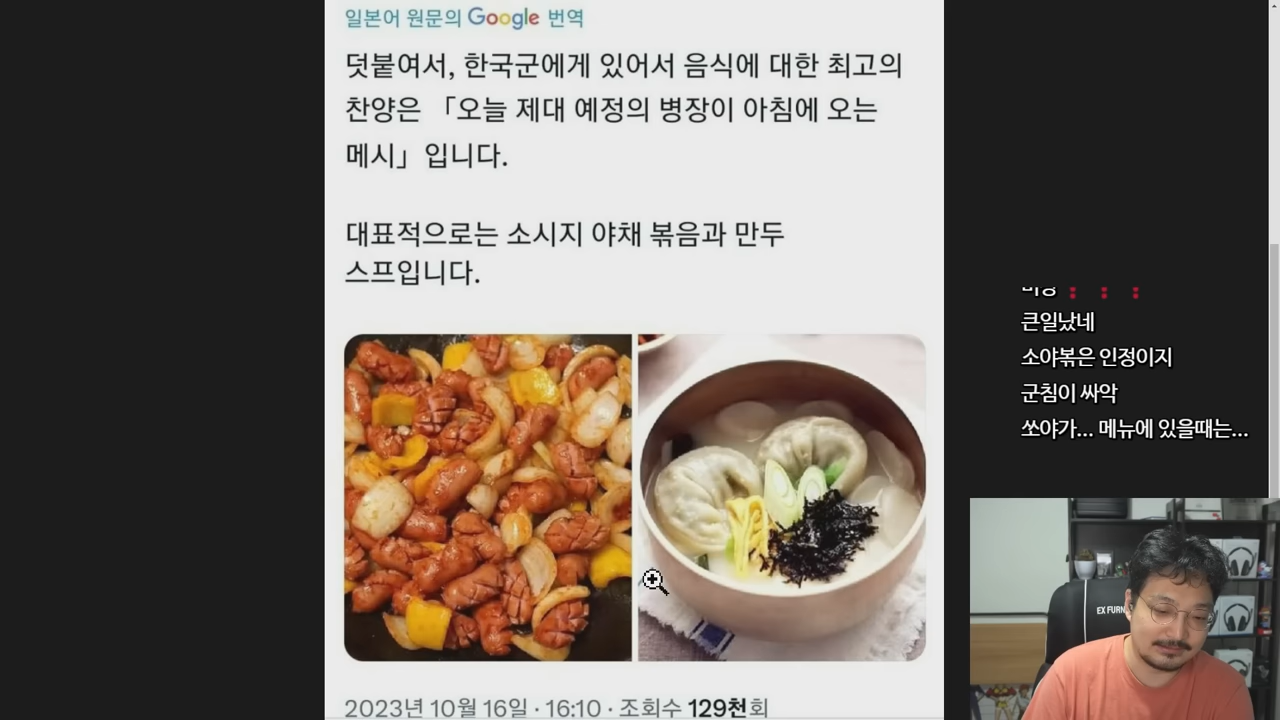 일본어 원문의 Google 번역
덧붙여서, 한국군에게 있어서 음식에 대한 최고의
찬양은 「오늘 제대 예정의 병장이 아침에 오는
메시」입니다.
대표적으로는 소시지 야채 볶음과 만두
스프입니다.
2023년 10월 16일 · 16:10 · 조회수 129천회
큰일났네
소야볶은 인정이지
군침이 싸악
쏘야가... 메뉴에 있을때는...
EX FURN